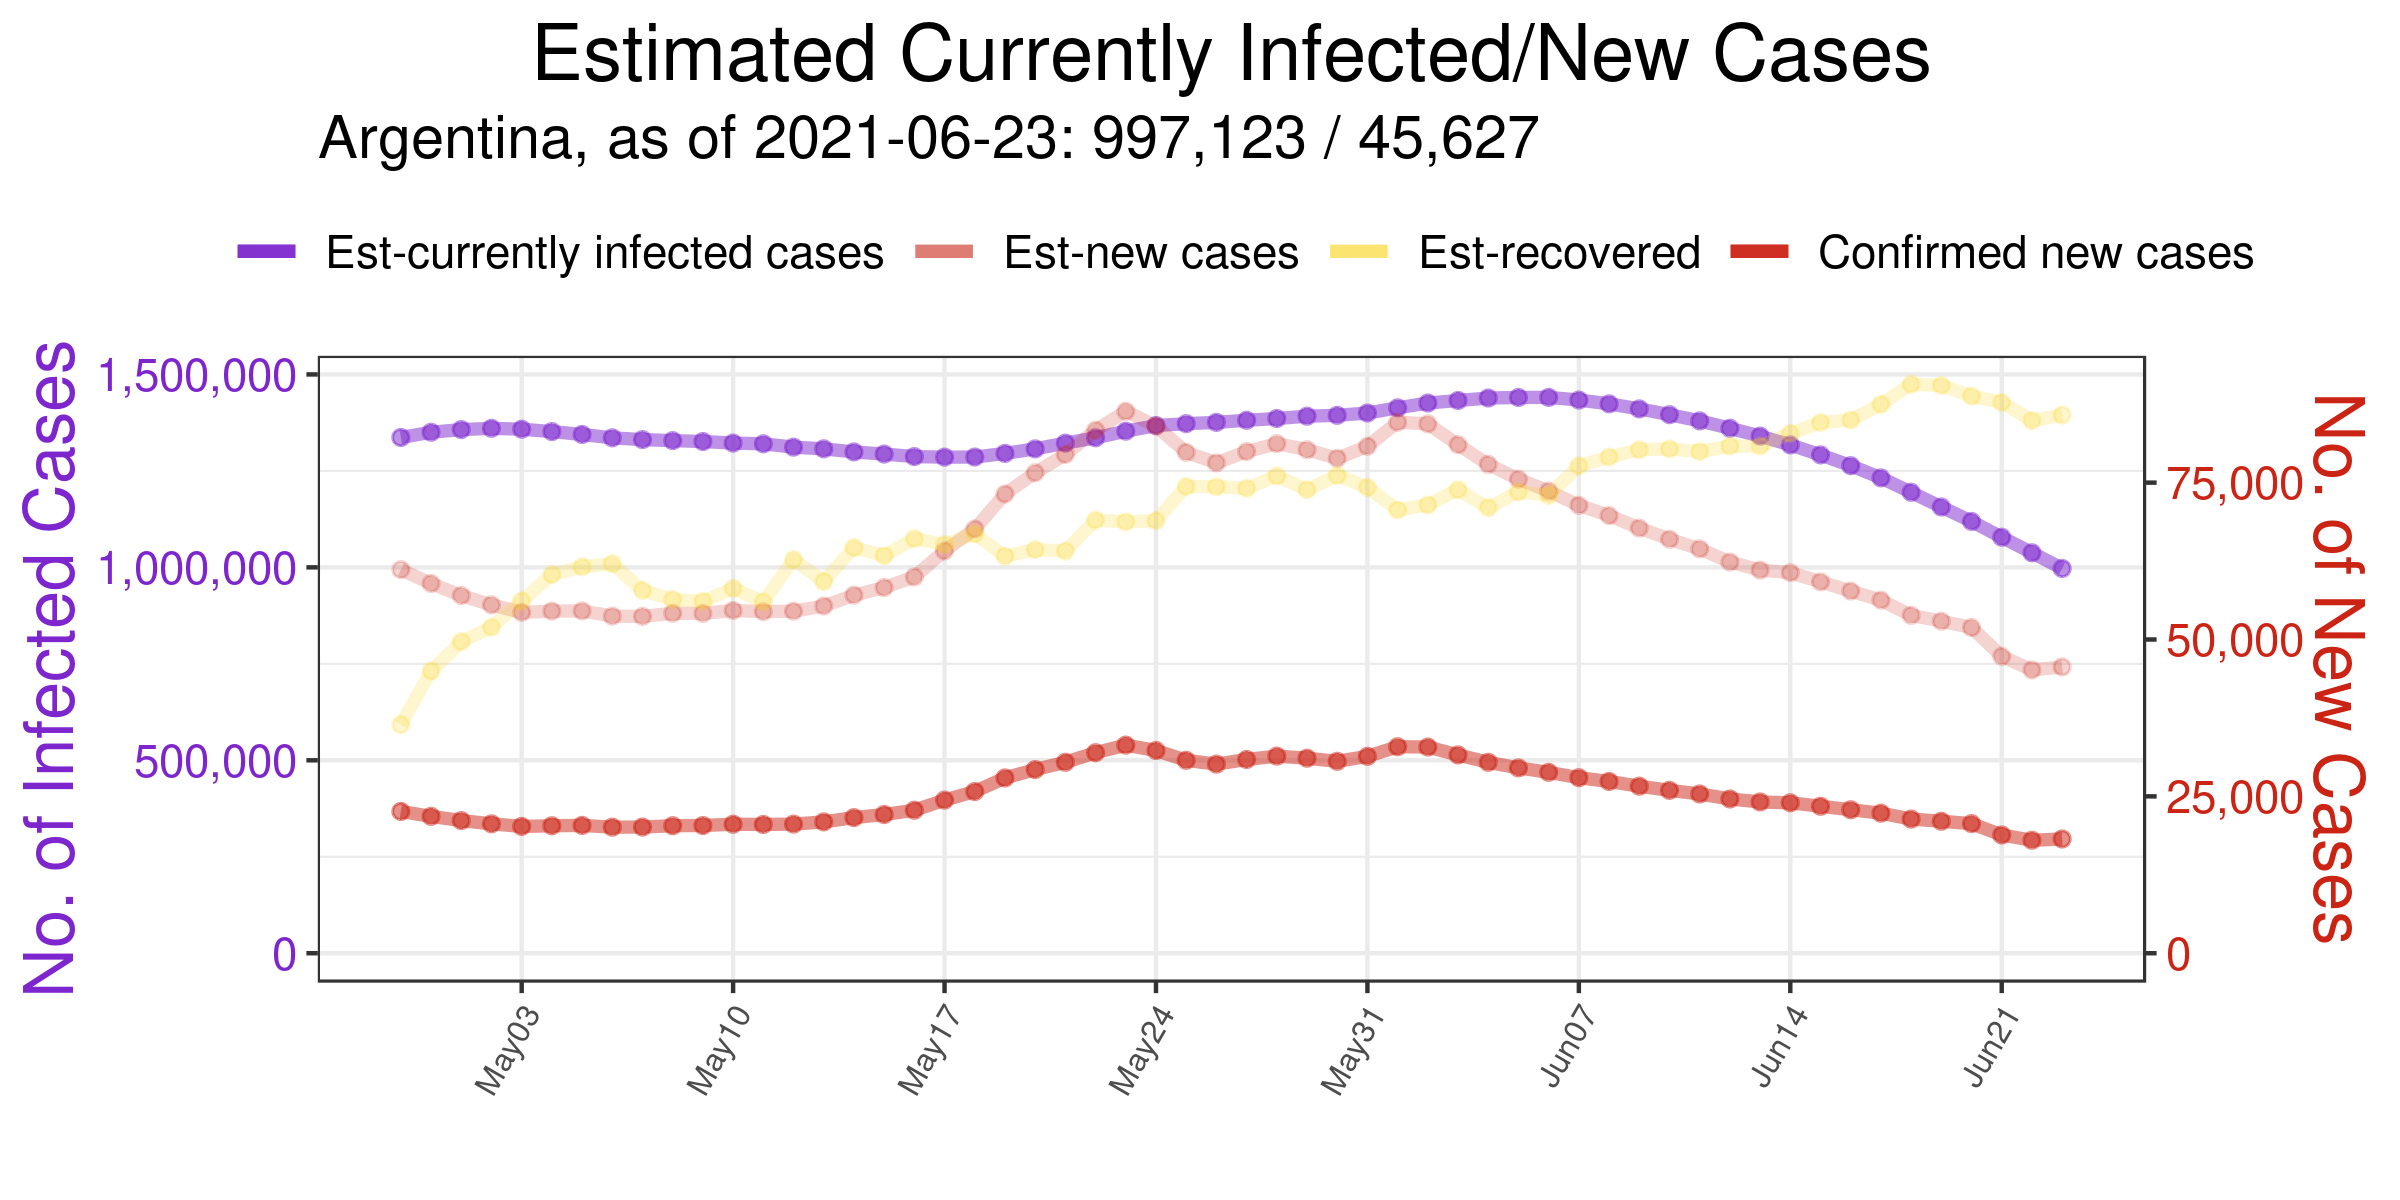 Estimated Currently Infected/New Cases
Argentina, as of 2021-06-23: 997,123 / 45,627
Est-currently infected cases Est-new cases Est-recovered Confirmed new cases
No. of Infected Cases
1,500,000
1,000,000
500,000
0
No. of New Cases
75,000
50,000
25,000
0
May03 May10 May17 May24 May31 Jun07 Jun14 Jun21